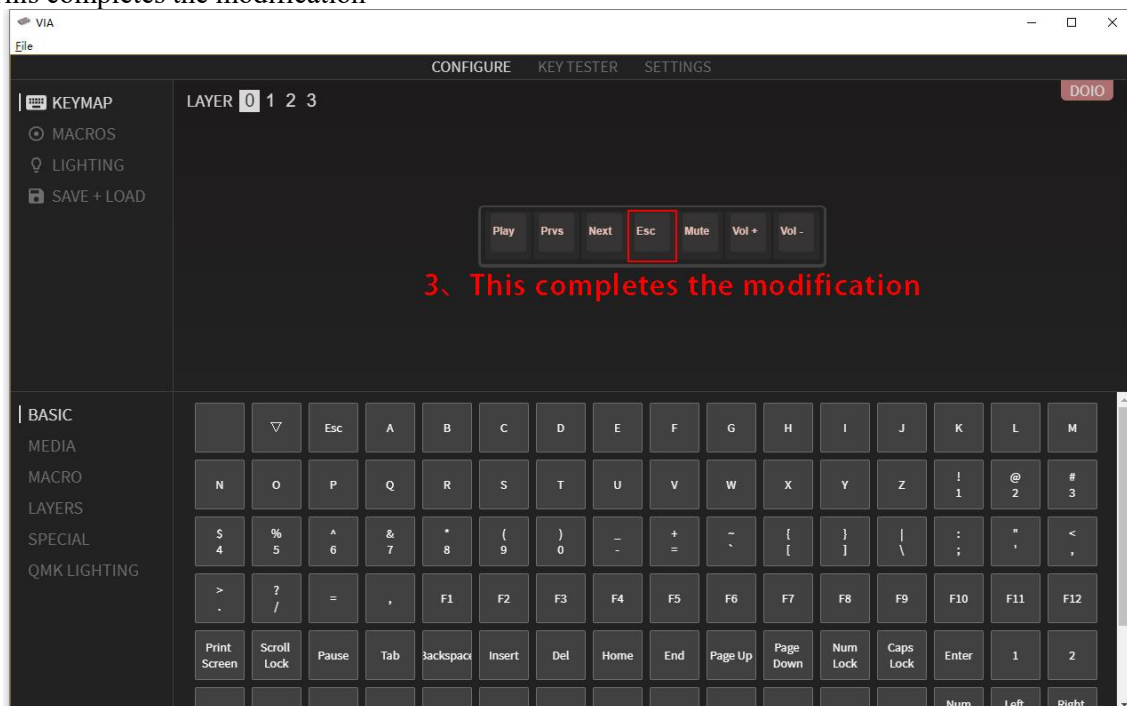 his completes the modification
VIA
File
CONFIGURE KEY TESTER SETTINGS
KEYMAP
MACROS
LIGHTING
SAVE + LOAD
LAYER 0 1 2 3
DOIO
Play Prvs Next Esc Mute Vol + Vol -
3、This completes the modification
BASIC
MEDIA
MACRO
LAYERS
SPECIAL
QMK LIGHTING
▽ Esc A B C D E F G H I J K L M
N O P Q R S T U V W X Y Z ! 1 @ 2 # 3
$ 4 % 5 ^ 6 & 7 * 8 ( 9 ) 0 _ - + = ~ ` { [ } ] | \ : ; " ' < ,
> . ? / = , F1 F2 F3 F4 F5 F6 F7 F8 F9 F10 F11 F12
Print Screen Scroll Lock Pause Tab Backspace Insert Del Home End Page Up Page Down Num Lock Caps Lock Enter 1 2
Num Left Right